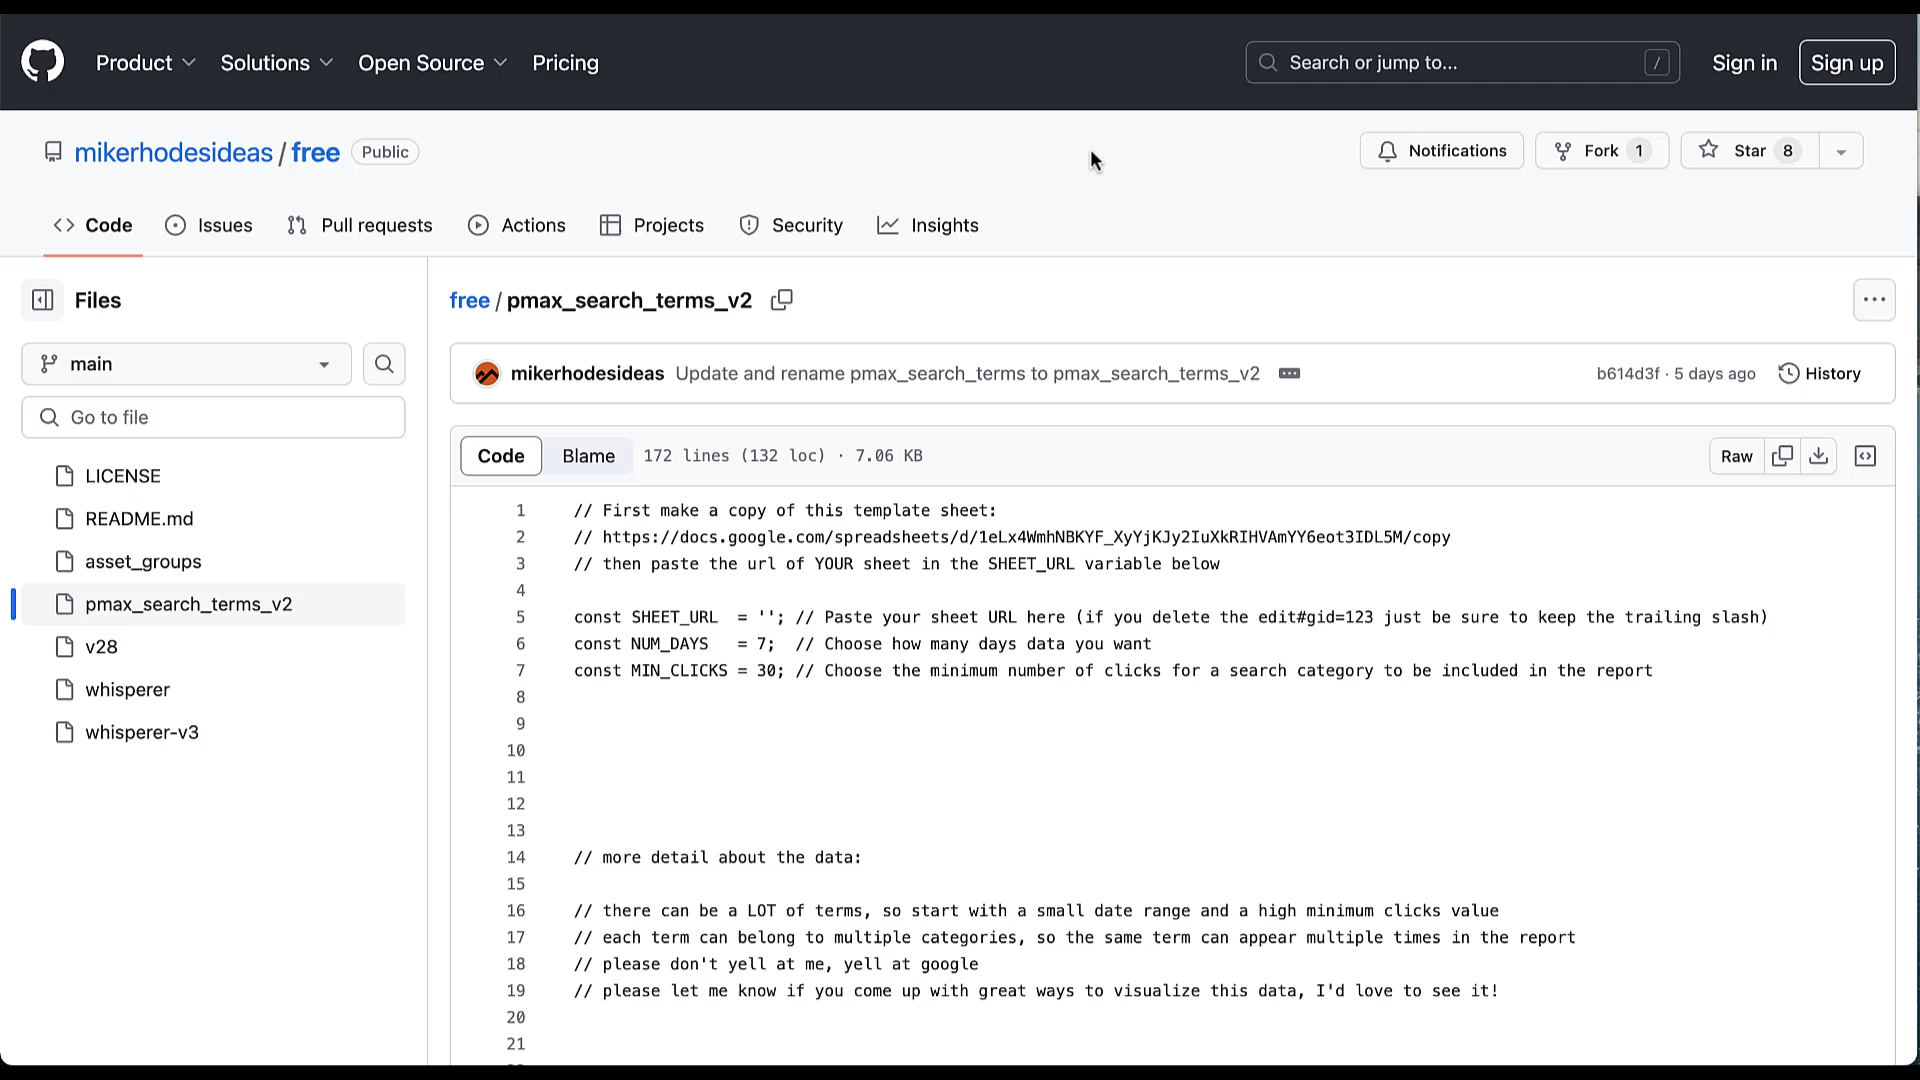 Product Solutions Open Source Pricing Search or jump to... / Sign in Sign up
mikerhodesideas / free Public Notifications Fork 1 Star 8
Code Issues Pull requests Actions Projects Security Insights
Files
main
Go to file
LICENSE
README.md
asset_groups
pmax_search_terms_v2
v28
whisperer
whisperer-v3
free / pmax_search_terms_v2
mikerhodesideas Update and rename pmax_search_terms to pmax_search_terms_v2 b614d3f · 5 days ago History
Code Blame 172 lines (132 loc) · 7.06 KB Raw
1 // First make a copy of this template sheet:
2 // https://docs.google.com/spreadsheets/d/1eLx4WmhNBKYF_XyYjKJy2IuXkRIHVAmYY6eot3IDL5M/copy
3 // then paste the url of YOUR sheet in the SHEET_URL variable below
4
5 const SHEET_URL = ''; // Paste your sheet URL here (if you delete the edit#gid=123 just be sure to keep the trailing slash)
6 const NUM_DAYS = 7; // Choose how many days data you want
7 const MIN_CLICKS = 30; // Choose the minimum number of clicks for a search category to be included in the report
8
9
10
11
12
13
14 // more detail about the data:
15
16 // there can be a LOT of terms, so start with a small date range and a high minimum clicks value
17 // each term can belong to multiple categories, so the same term can appear multiple times in the report
18 // please don't yell at me, yell at google
19 // please let me know if you come up with great ways to visualize this data, I'd love to see it!
20
21